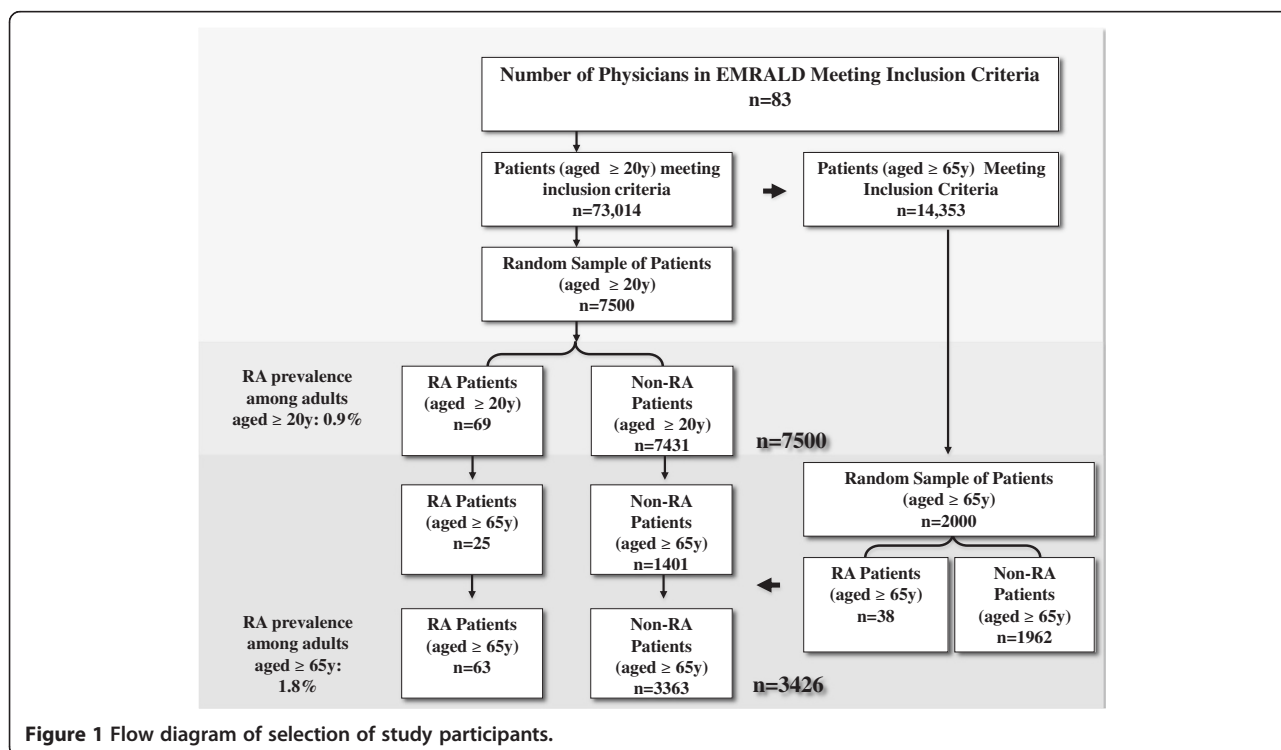 Number of Physicians in EMRALD Meeting Inclusion Criteria
n=83
Patients (aged ≥ 20y) meeting
inclusion criteria
n=73,014
Patients (aged ≥ 65y) Meeting
Inclusion Criteria
n=14,353
Random Sample of Patients
(aged ≥ 20y)
n=7500
RA prevalence
among adults
aged ≥ 20y: 0.9%
RA Patients
(aged ≥ 20y)
n=69
Non-RA
Patients
(aged ≥20y)
n=7431
n=7500
RA Patients
(aged ≥ 65y)
n=25
Non-RA
Patients
(aged ≥ 65y)
n=1401
Random Sample of Patients
(aged ≥ 65y)
n=2000
RA Patients
(aged ≥ 65y)
n=38
Non-RA
Patients
(aged ≥ 65y)
n=1962
RA prevalence
among adults
aged ≥ 65y:
1.8%
RA Patients
(aged ≥ 65y)
n=63
Non-RA
Patients
(aged ≥ 65y)
n=3363
n=3426
Figure 1 Flow diagram of selection of study participants.